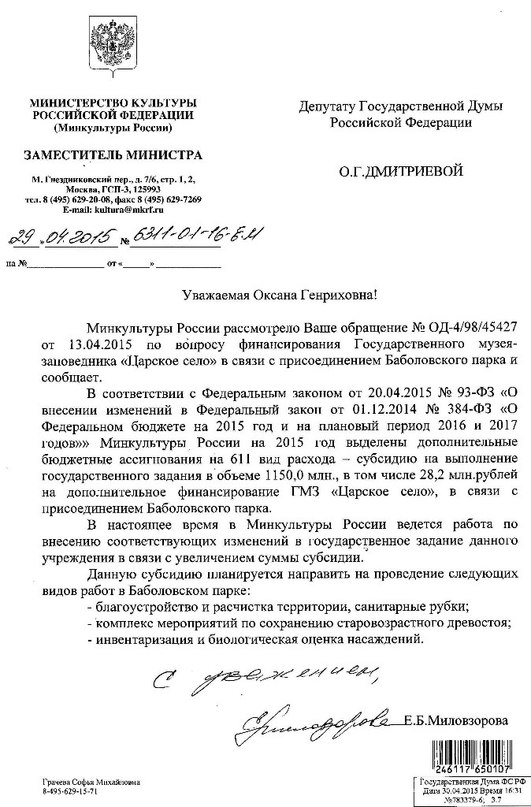 МИНИСТЕРСТВО КУЛЬТУРЫ
РОССИЙСКОЙ ФЕДЕРАЦИИ
(Минкультуры России)
ЗАМЕСТИТЕЛЬ МИНИСТРА
М. Гнездниковский пер., д. 7/6, стр. 1, 2,
Москва, ГСП-3, 125993
тел. 8 (495) 629-20-08, факс 8 (495) 629-7269
E-mail: kultura@mkrf.ru
29 04.2015 № 6311-01-16-ЕМ
на №______________ от «_____»____________
Депутату Государственной Думы
Российской Федерации
О.Г.ДМИТРИЕВОЙ
Уважаемая Оксана Генриховна!
Минкультуры России рассмотрело Ваше обращение № ОД-4/98/45427
от 13.04.2015 по вопросу финансирования Государственного музея-
заповедника «Царское село» в связи с присоединением Баболовского парка и
сообщает.
В соответствии с Федеральным законом от 20.04.2015 № 93-ФЗ «О
внесении изменений в Федеральный закон от 01.12.2014 № 384-ФЗ «О
Федеральном бюджете на 2015 год и на плановый период 2016 и 2017
годов»» Минкультуры России на 2015 год выделены дополнительные
бюджетные ассигнования на 611 вид расхода – субсидию на выполнение
государственного задания в объеме 1150,0 млн., в том числе 28,2 млн.рублей
на дополнительное финансирование ГМЗ «Царское село», в связи с
присоединением Баболовского парка.
В настоящее время в Минкультуры России ведется работа по
внесению соответствующих изменений в государственное задание данного
учреждения в связи с увеличением суммы субсидии.
Данную субсидию планируется направить на проведение следующих
видов работ в Баболовском парке:
- благоустройство и расчистка территории, санитарные рубки;
- комплекс мероприятий по сохранению старовозрастного древостоя;
- инвентаризация и биологическая оценка насаждений.
С уважением,
Е.Б.Миловзорова
246117 650107
Грачева Софья Михайловна
8-495-629-15-71
Государственная Дума ФС РФ
Дата 30.04.2015 Время 16:31
№783379-6; 3.7